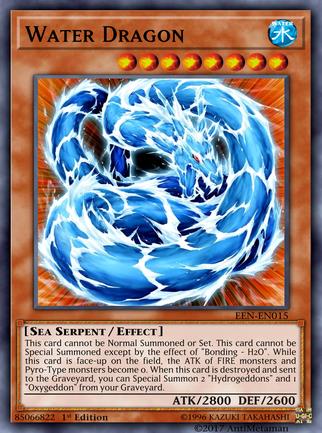 Water Dragon
WATER
水
EEN-EN015
[Sea Serpent / Effect]
This card cannot be Normal Summoned or Set. This card cannot be
Special Summoned except by the effect of "Bonding - H2O". While
this card is face-up on the field, the ATK of FIRE monsters and
Pyro-Type monsters become 0. When this card is destroyed and sent
to the Graveyard, you can Special Summon 2 "Hydrogeddons" and 1
"Oxygeddon" from your Graveyard.
ATK/2800 DEF/2600
85066822 1st Edition ©1996 KAZUKI TAKAHASHI
©2017 AntiMetaman